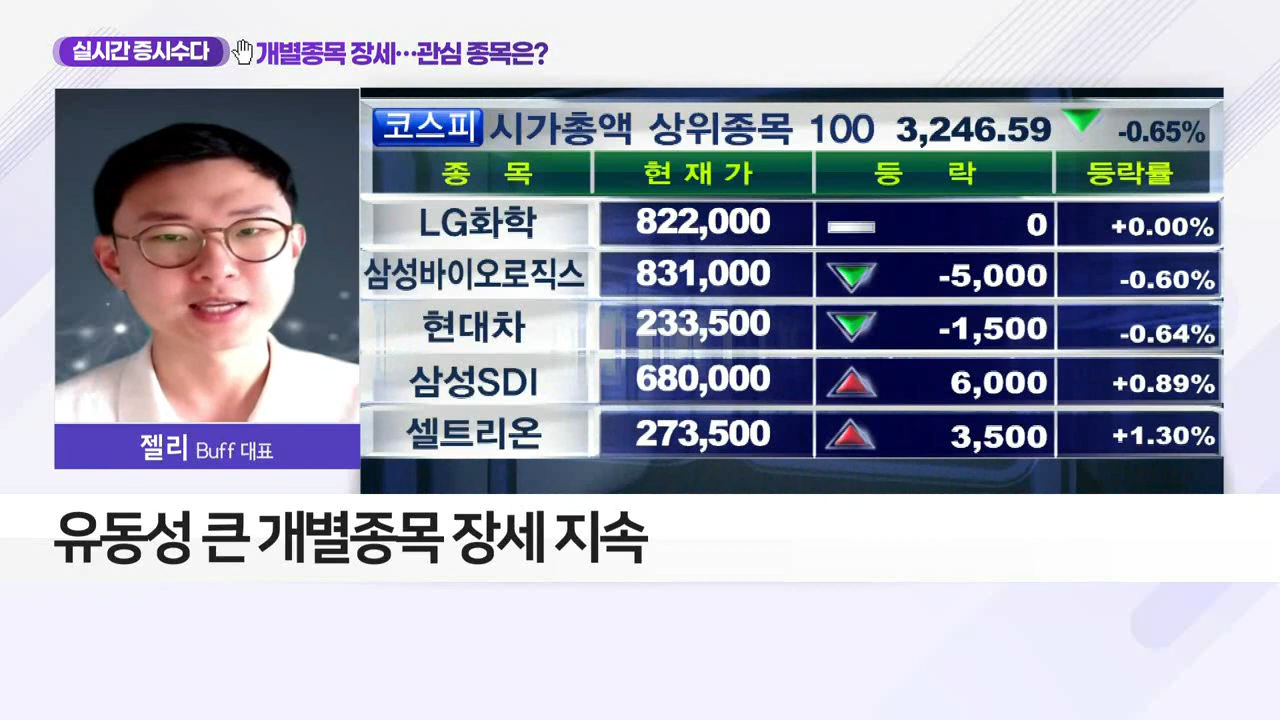 실시간 증시수다 개별종목 장세…관심 종목은?
코스피 시가총액 상위종목 100 3,246.59 -0.65%
종 목 현 재 가 등 락 등락률
LG화학 822,000 0 +0.00%
삼성바이오로직스 831,000 -5,000 -0.60%
현대차 233,500 -1,500 -0.64%
삼성SDI 680,000 6,000 +0.89%
셀트리온 273,500 3,500 +1.30%
젤리 Buff 대표
유동성 큰 개별종목 장세 지속